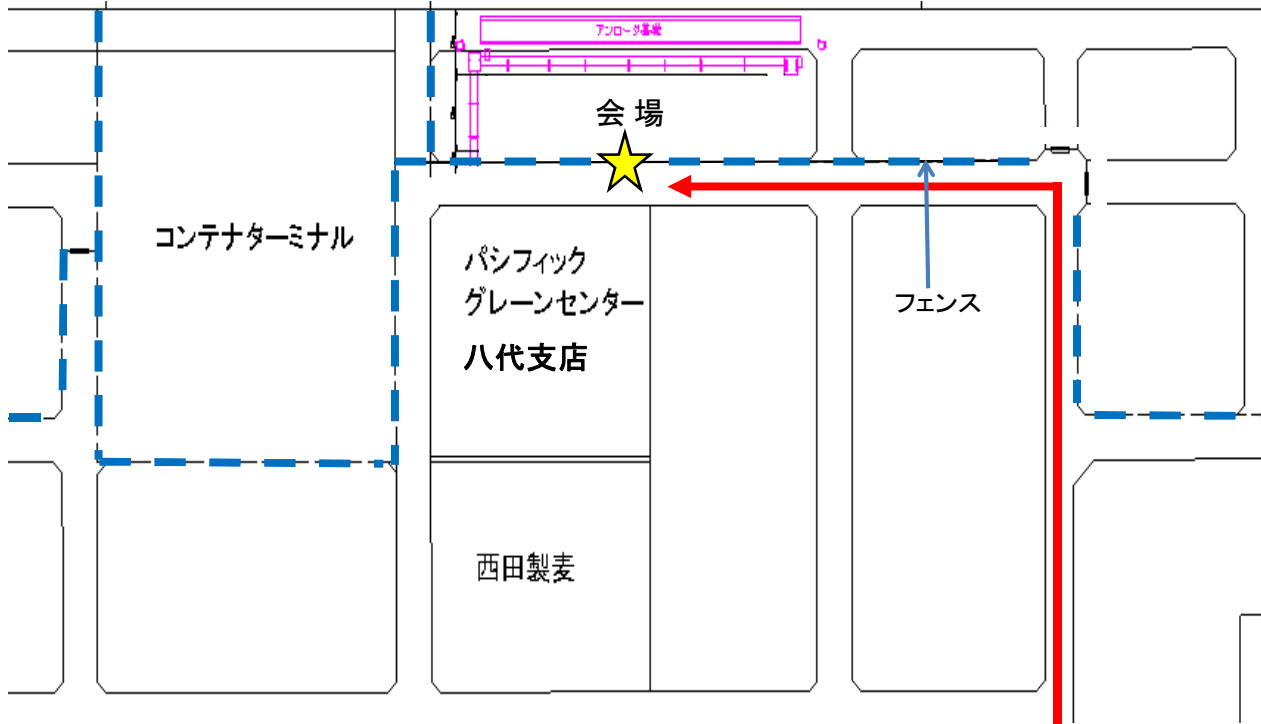 アンローダ基礎
会 場
コンテナターミナル
パシフィック
グレーンセンター
八代支店
フェンス
西田製麦